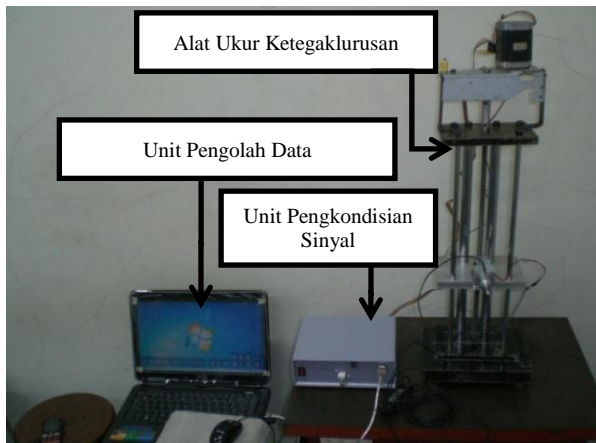 Alat Ukur Ketegaklurusan
Unit Pengolah Data
Unit Pengkondisian
Sinyal